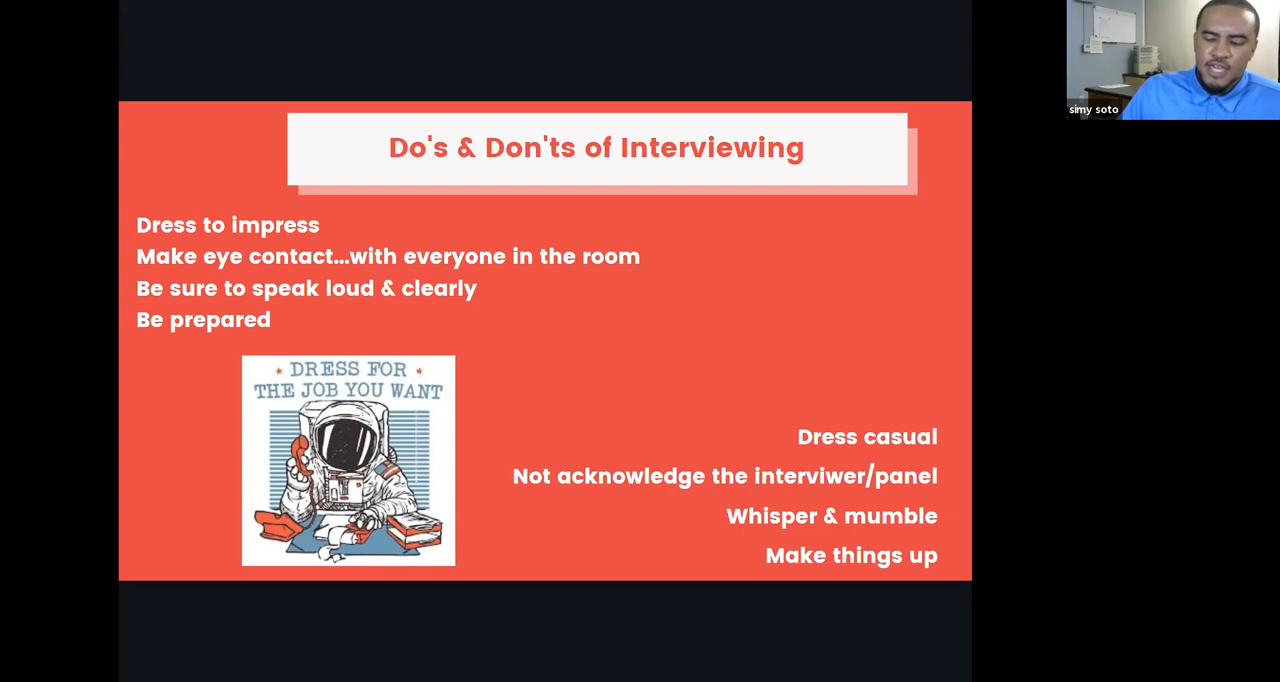 Do's & Don'ts of Interviewing
Dress to impress
Make eye contact...with everyone in the room
Be sure to speak loud & clearly
Be prepared
★ DRESS FOR ★
THE JOB YOU WANT
Dress casual
Not acknowledge the interviwer/panel
Whisper & mumble
Make things up
simy soto